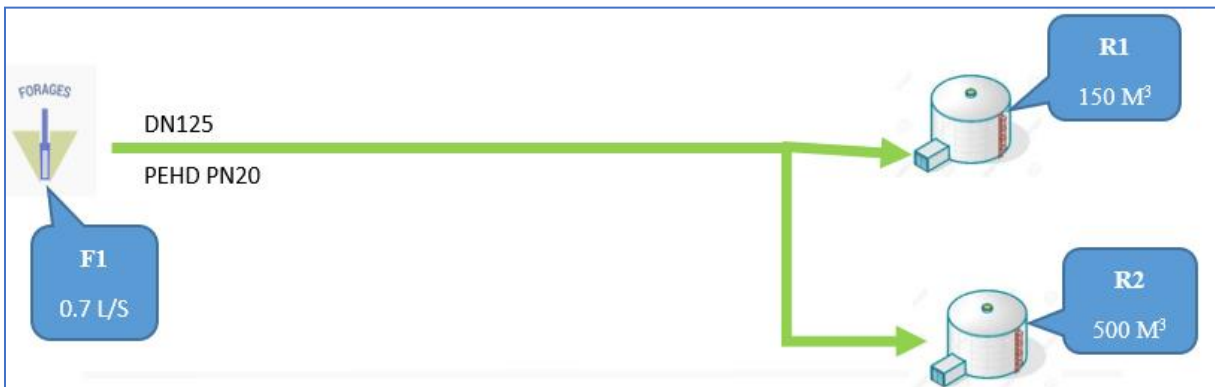 FORAGES
DN125
PEHD PN20
F1
0.7 L/S
R1
150 M³
R2
500 M³